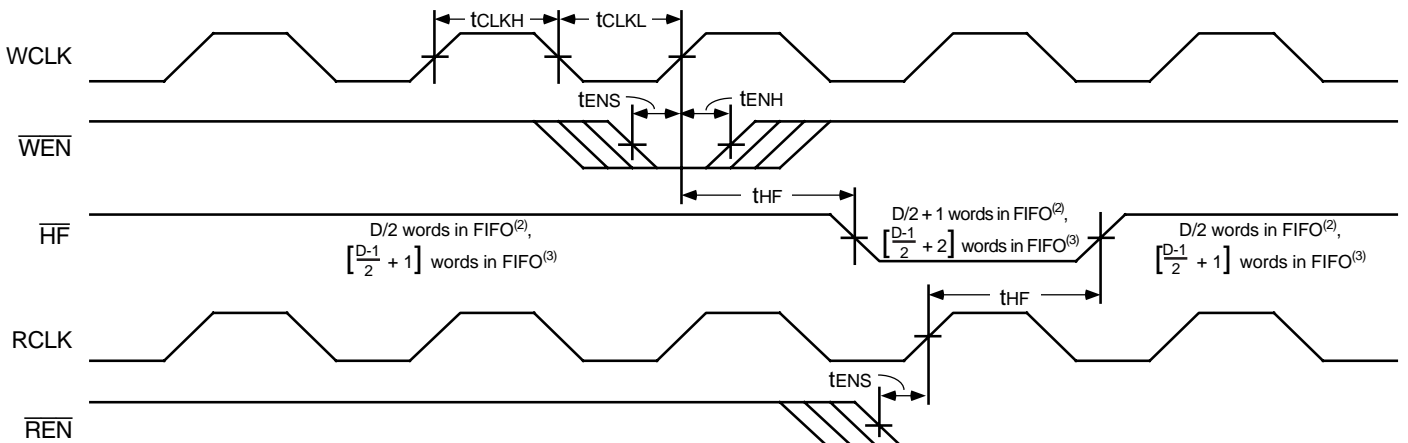 tCLKH tCLKL
WCLK
tENS tENH
WEN
tHF
HF
D/2 words in FIFO(2),
[D-1/2 + 1] words in FIFO(3)
D/2 + 1 words in FIFO(2),
[D-1/2 + 2] words in FIFO(3)
D/2 words in FIFO(2),
[D-1/2 + 1] words in FIFO(3)
tHF
RCLK
tENS
REN